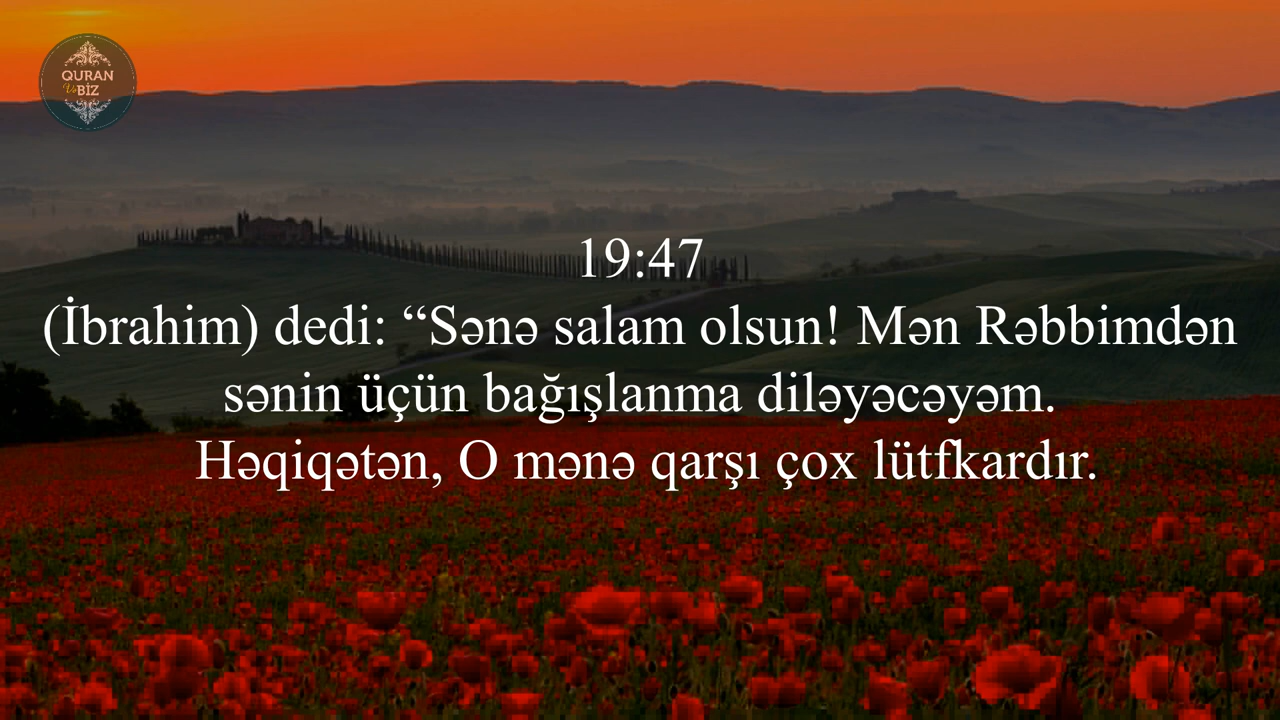 QURAN
Və BİZ
19:47
(İbrahim) dedi: “Sənə salam olsun! Mən Rəbbimdən
sənin üçün bağışlanma diləyəcəyəm.
Həqiqətən, O mənə qarşı çox lütfkardır.